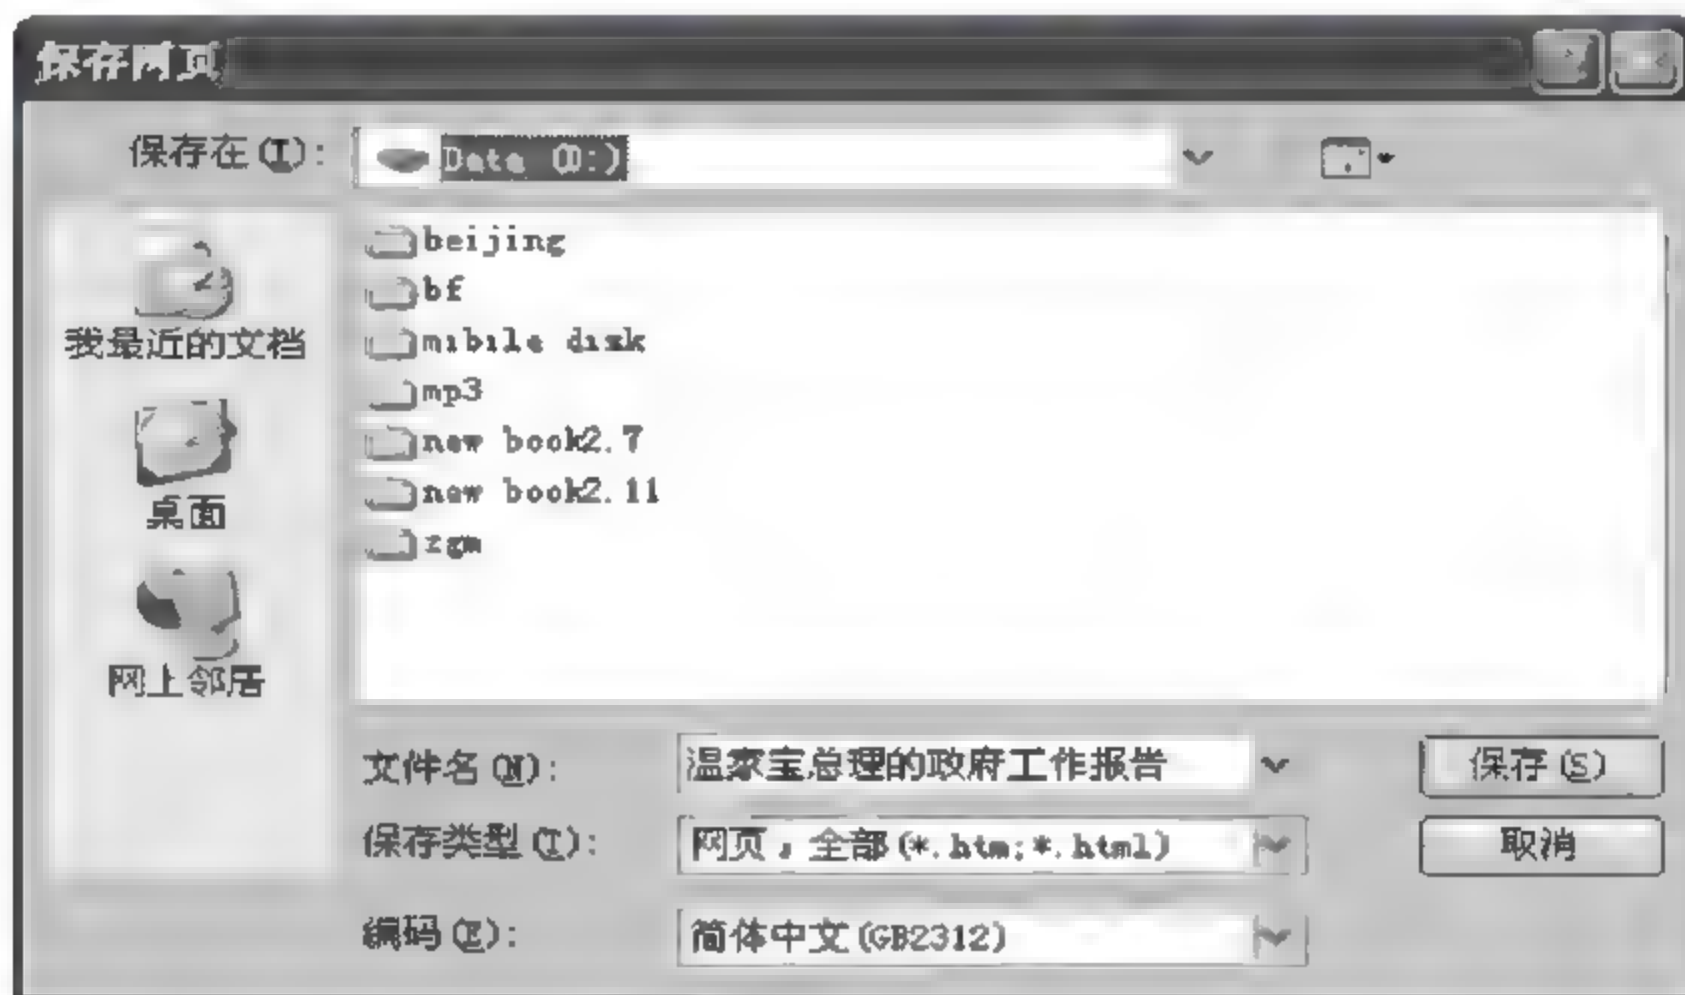 保存网页
保存在(I): Data (D:)
beijing
bf
mibile disk
mp3
new book2.7
new book2.11
zgm
我最近的文档
桌面
网上邻居
文件名(N): 温家宝总理的政府工作报告 保存(S)
保存类型(T): 网页，全部(*.htm;*.html) 取消
编码(E): 简体中文(GB2312)